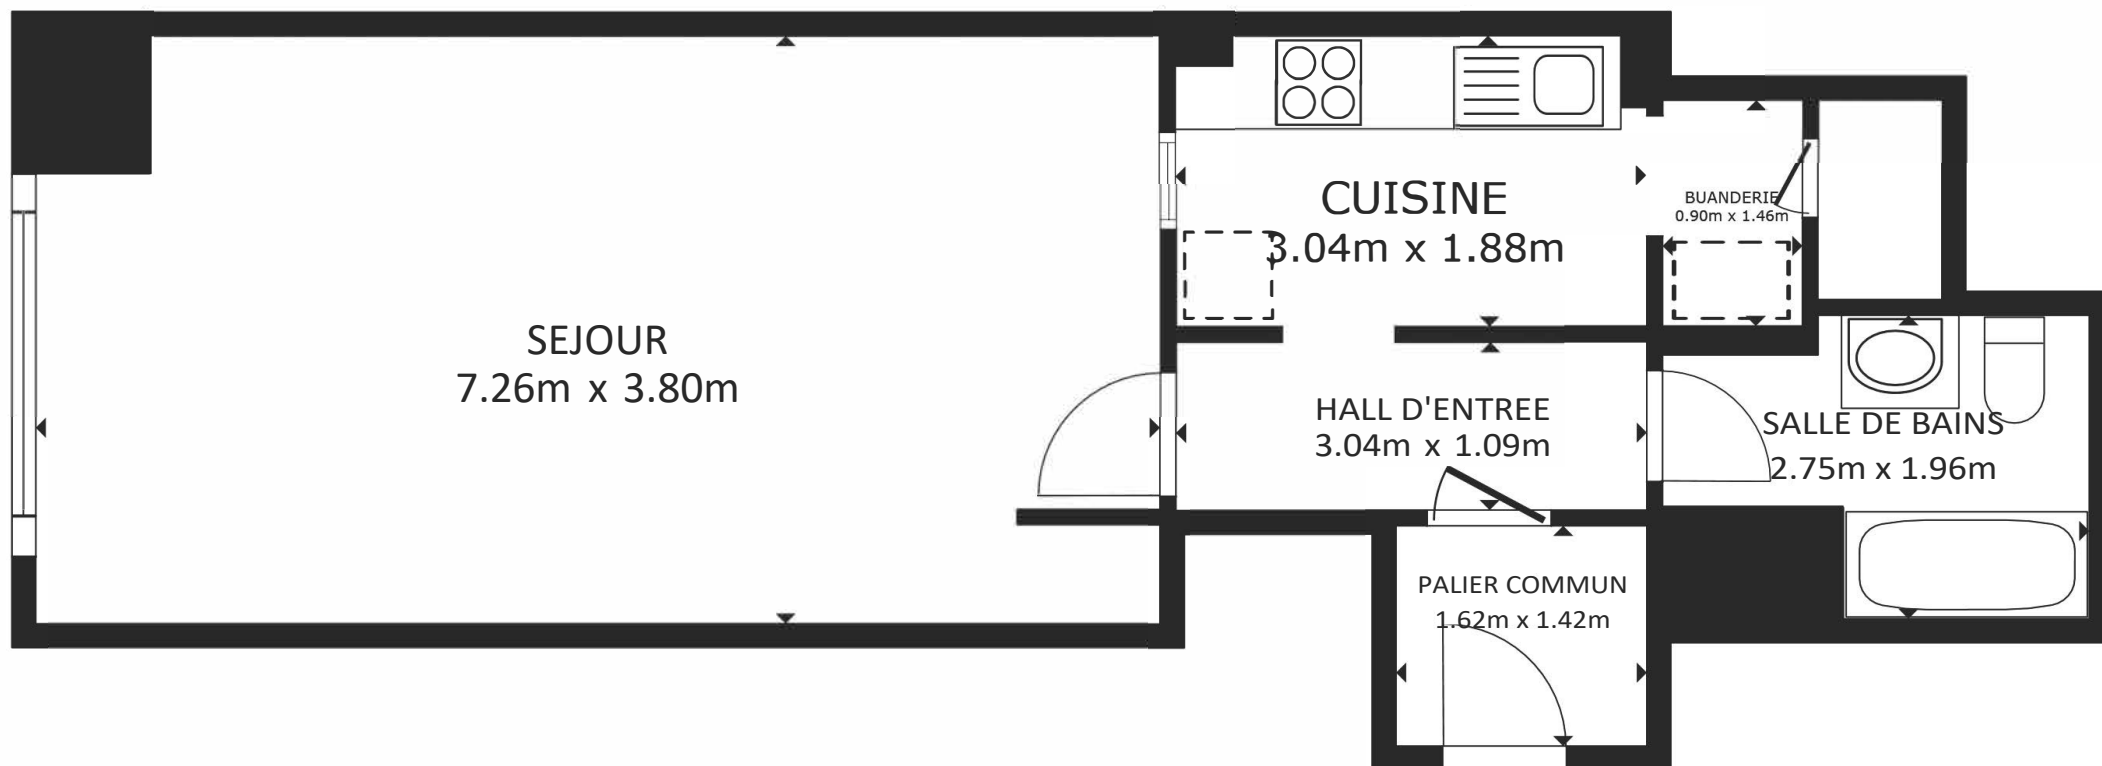 CUISINE
3.04m x 1.88m
BUANDERIE
0.90m x 1.46m
SEJOUR
7.26m x 3.80m
HALL D'ENTREE
3.04m x 1.09m
SALLE DE BAINS
2.75m x 1.96m
PALIER COMMUN
1.62m x 1.42m